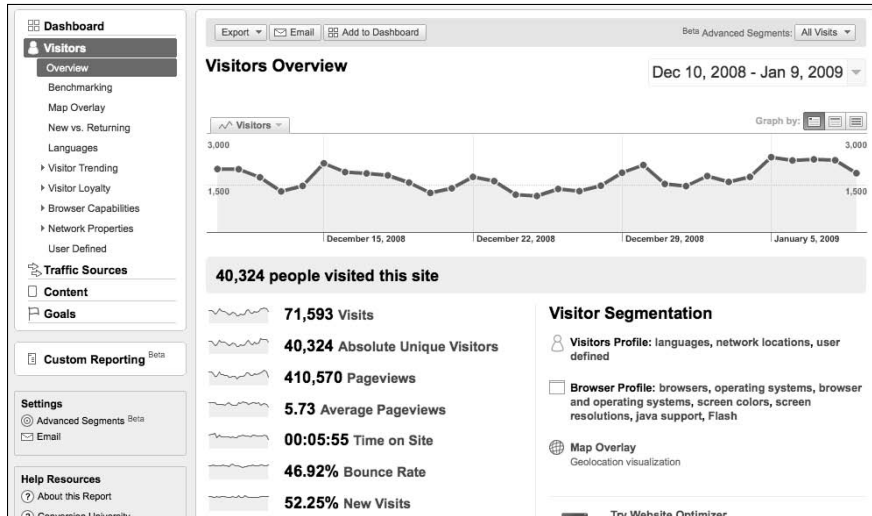 Dashboard
Visitors
Overview
Benchmarking
Map Overlay
New vs. Returning
Languages
Visitor Trending
Visitor Loyalty
Browser Capabilities
Network Properties
User Defined
Traffic Sources
Content
Goals
Custom Reporting Beta
Settings
Advanced Segments Beta
Email
Help Resources
About this Report
Conversion University
Export
Email
Add to Dashboard
Beta Advanced Segments: All Visits
Visitors Overview
Dec 10, 2008 - Jan 9, 2009
Visitors
Graph by:
3,000 3,000
1,500 1,500
December 15, 2008 December 22, 2008 December 29, 2008 January 5, 2009
40,324 people visited this site
71,593 Visits
40,324 Absolute Unique Visitors
410,570 Pageviews
5.73 Average Pageviews
00:05:55 Time on Site
46.92% Bounce Rate
52.25% New Visits
Visitor Segmentation
Visitors Profile: languages, network locations, user
defined
Browser Profile: browsers, operating systems, browser
and operating systems, screen colors, screen
resolutions, java support, Flash
Map Overlay
Geolocation visualization
Try Website Optimizer